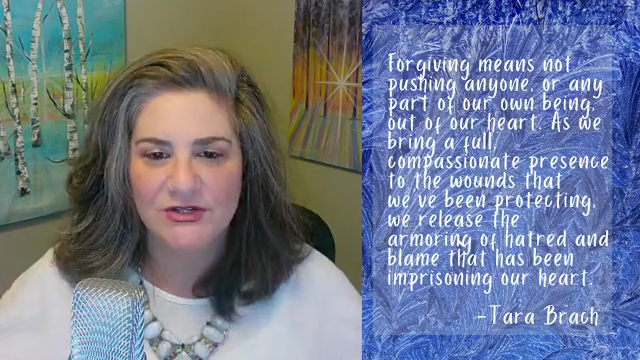 Forgiving means not
pushing anyone, or any
part of our own being,
out of our heart. As we
bring a full,
compassionate presence
to the wounds that
we've been protecting,
we release the
armoring of hatred and
blame that has been
imprisoning our heart.
-Tara Brach